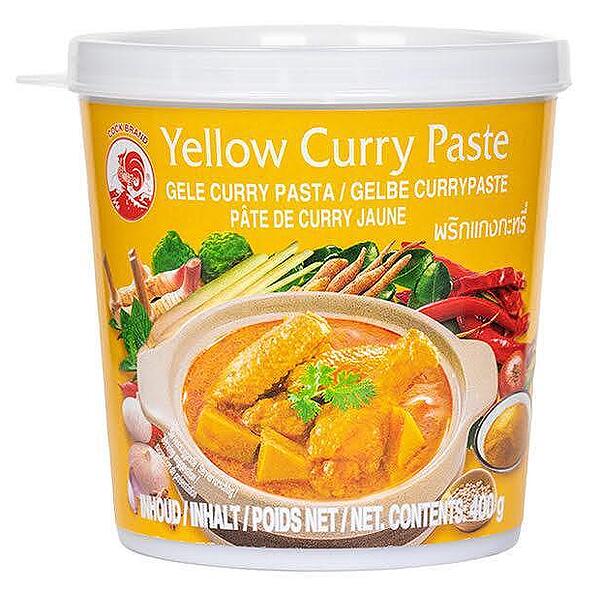 COCK BRAND
Yellow Curry Paste
GELE CURRY PASTA / GELBE CURRYPASTE
PÂTE DE CURRY JAUNE
พริกแกงกะหรี่
INHOUD / INHALT / POIDS NET / NET. CONTENTS: 400 g